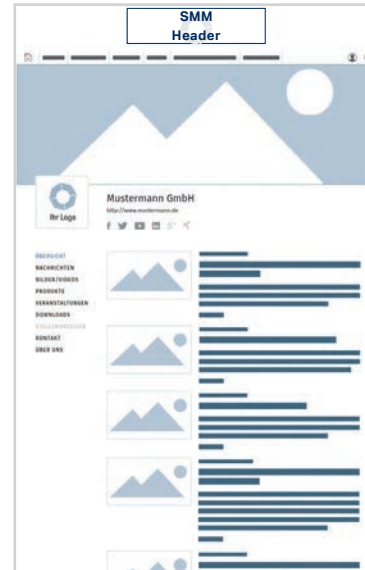 SMM
Header
Mustermann GmbH
http://www.mustermann.de
Ihr Logo
ÜBERSICHT
NACHRICHTEN
BILDER/VIDEOS
PRODUKTE
VERANSTALTUNGEN
DOWNLOADS
STELLENANZEIGEN
KONTAKT
ÜBER UNS